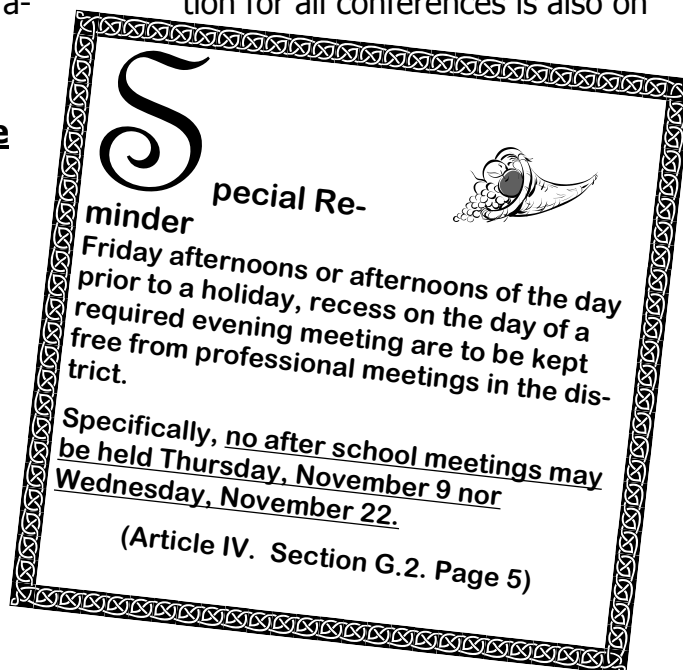 a-
tion for all conferences is also on
e
Special Re-
minder
Friday afternoons or afternoons of the day
prior to a holiday, recess on the day of a
required evening meeting are to be kept
free from professional meetings in the dis-
trict.
Specifically, no after school meetings may
be held Thursday, November 9 nor
Wednesday, November 22.
(Article IV.  Section G.2. Page 5)